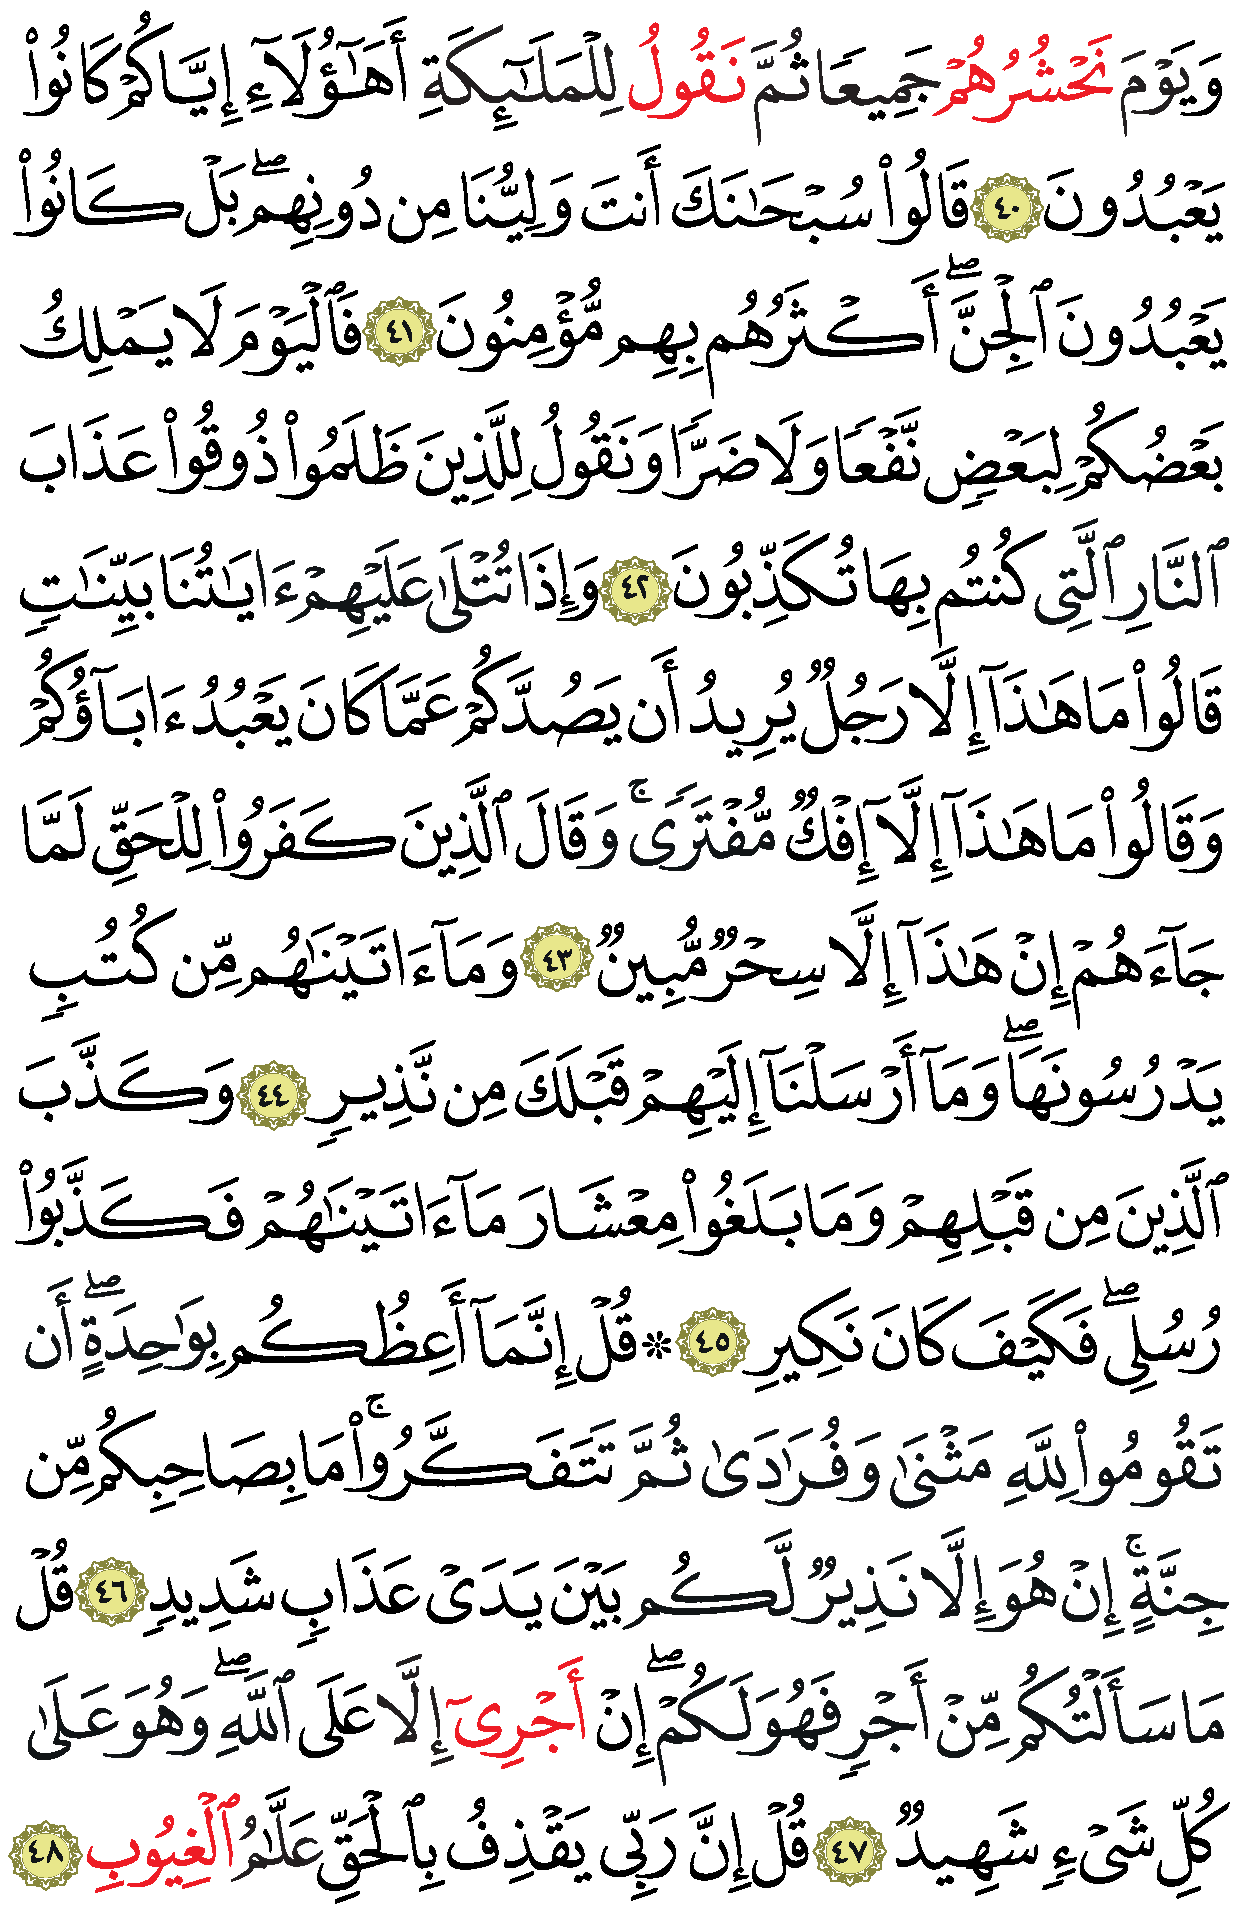 وَيَوۡمَ نَحۡشُرُهُمۡ جَمِيعٗا ثُمَّ نَقُولُ لِلۡمَلَٰٓئِكَةِ أَهَٰٓؤُلَآءِ إِيَّاكُمۡ كَانُواْ
يَعۡبُدُونَ ٤٠ قَالُواْ سُبۡحَٰنَكَ أَنتَ وَلِيُّنَا مِن دُونِهِمۖ بَلۡ كَانُواْ
يَعۡبُدُونَ ٱلۡجِنَّۖ أَكۡثَرُهُم بِهِم مُّؤۡمِنُونَ ٤١ فَٱلۡيَوۡمَ لَا يَمۡلِكُ
بَعۡضُكُمۡ لِبَعۡضٖ نَّفۡعٗا وَلَا ضَرّٗا وَنَقُولُ لِلَّذِينَ ظَلَمُواْ ذُوقُواْ عَذَابَ
ٱلنَّارِ ٱلَّتِي كُنتُم بِهَا تُكَذِّبُونَ ٤٢ وَإِذَا تُتۡلَىٰ عَلَيۡهِمۡ ءَايَٰتُنَا بَيِّنَٰتٖ
قَالُواْ مَا هَٰذَآ إِلَّا رَجُلٞ يُرِيدُ أَن يَصُدَّكُمۡ عَمَّا كَانَ يَعۡبُدُ ءَابَآؤُكُمۡ
وَقَالُواْ مَا هَٰذَآ إِلَّآ إِفۡكٞ مُّفۡتَرٗىۚ وَقَالَ ٱلَّذِينَ كَفَرُواْ لِلۡحَقِّ لَمَّا
جَآءَهُمۡ إِنۡ هَٰذَآ إِلَّا سِحۡرٞ مُّبِينٞ ٤٣ وَمَآ ءَاتَيۡنَٰهُم مِّن كُتُبٖ
يَدۡرُسُونَهَاۖ وَمَآ أَرۡسَلۡنَآ إِلَيۡهِمۡ قَبۡلَكَ مِن نَّذِيرٖ ٤٤ وَكَذَّبَ
ٱلَّذِينَ مِن قَبۡلِهِمۡ وَمَا بَلَغُواْ مِعۡشَارَ مَآ ءَاتَيۡنَٰهُمۡ فَكَذَّبُواْ
رُسُلِيۖ فَكَيۡفَ كَانَ نَكِيرِ ٤٥ ۞ قُلۡ إِنَّمَآ أَعِظُكُم بِوَٰحِدَةٍۖ أَن
تَقُومُواْ لِلَّهِ مَثۡنَىٰ وَفُرَٰدَىٰ ثُمَّ تَتَفَكَّرُواْۚ مَا بِصَاحِبِكُم مِّن
جِنَّةٍۚ إِنۡ هُوَ إِلَّا نَذِيرٞ لَّكُم بَيۡنَ يَدَيۡ عَذَابٖ شَدِيدٖ ٤٦ قُلۡ
مَا سَأَلۡتُكُم مِّنۡ أَجۡرٖ فَهُوَ لَكُمۡۖ إِنۡ أَجۡرِيٓ إِلَّا عَلَى ٱللَّهِۖ وَهُوَ عَلَىٰ
كُلِّ شَيۡءٖ شَهِيدٞ ٤٧ قُلۡ إِنَّ رَبِّي يَقۡذِفُ بِٱلۡحَقِّ عَلَّٰمُ ٱلۡغِيُوبِ ٤٨